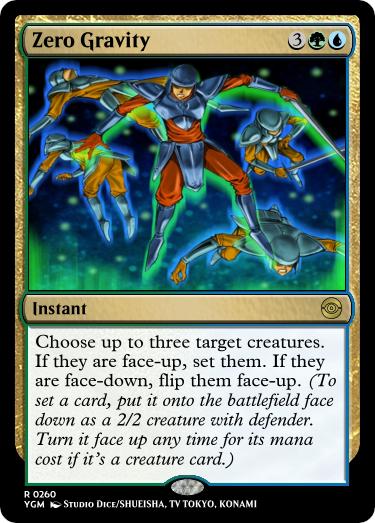 Zero Gravity 3
Instant
Choose up to three target creatures.
If they are face-up, set them. If they
are face-down, flip them face-up. (To
set a card, put it onto the battlefield face
down as a 2/2 creature with defender.
Turn it face up any time for its mana
cost if it's a creature card.)
R 0260
YGM Studio Dice/SHUEISHA, TV TOKYO, KONAMI